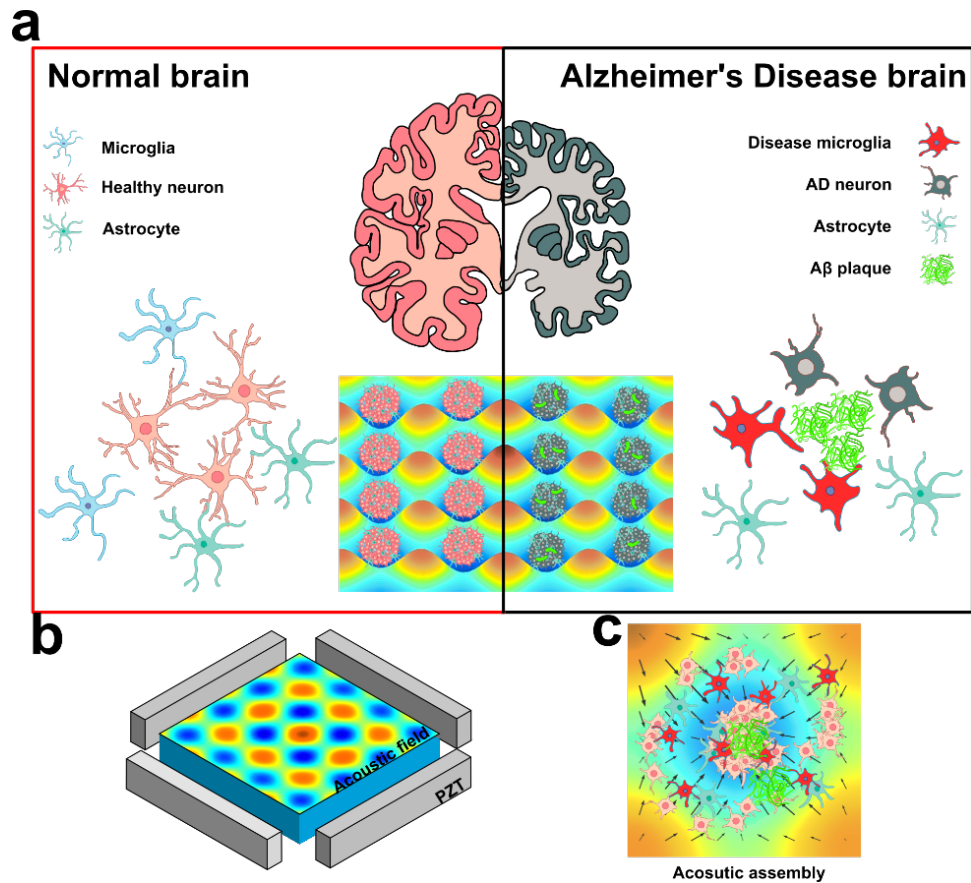 a
Normal brain
Microglia
Healthy neuron
Astrocyte
Alzheimer's Disease brain
Disease microglia
AD neuron
Astrocyte
Aβ plaque
b
Acoustic field
PZT
c
Acosutic assembly